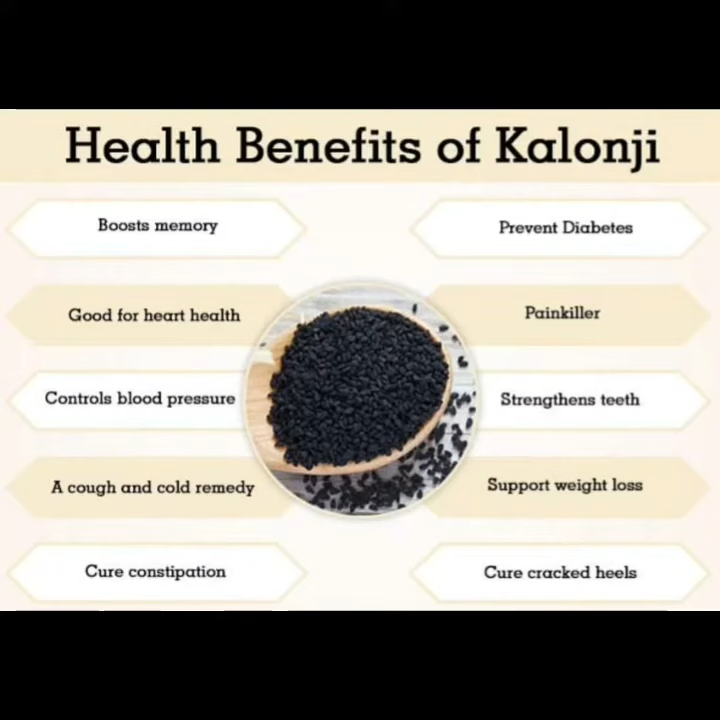 Health Benefits of Kalonji
Boosts memory
Prevent Diabetes
Good for heart health
Painkiller
Controls blood pressure
Strengthens teeth
A cough and cold remedy
Support weight loss
Cure constipation
Cure cracked heels